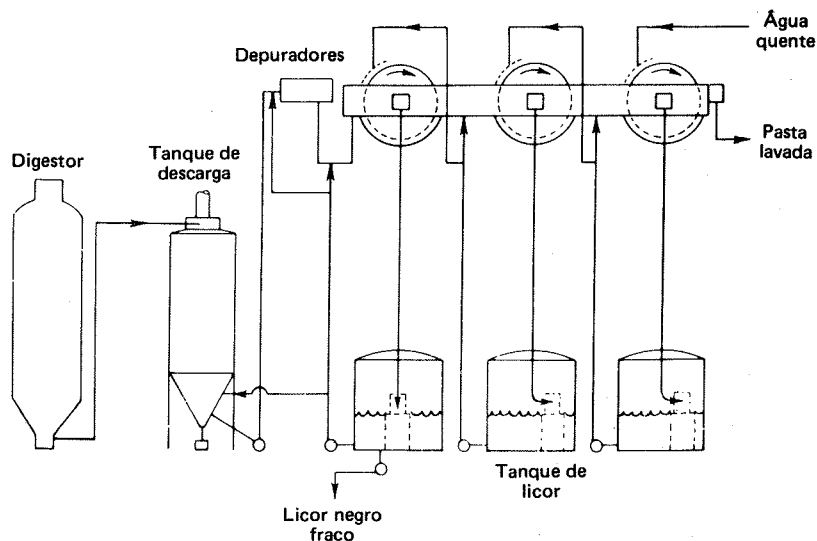 Água
quente
Depuradores
Pasta
lavada
Digestor
Tanque de
descarga
Tanque de
licor
Licor negro
fraco